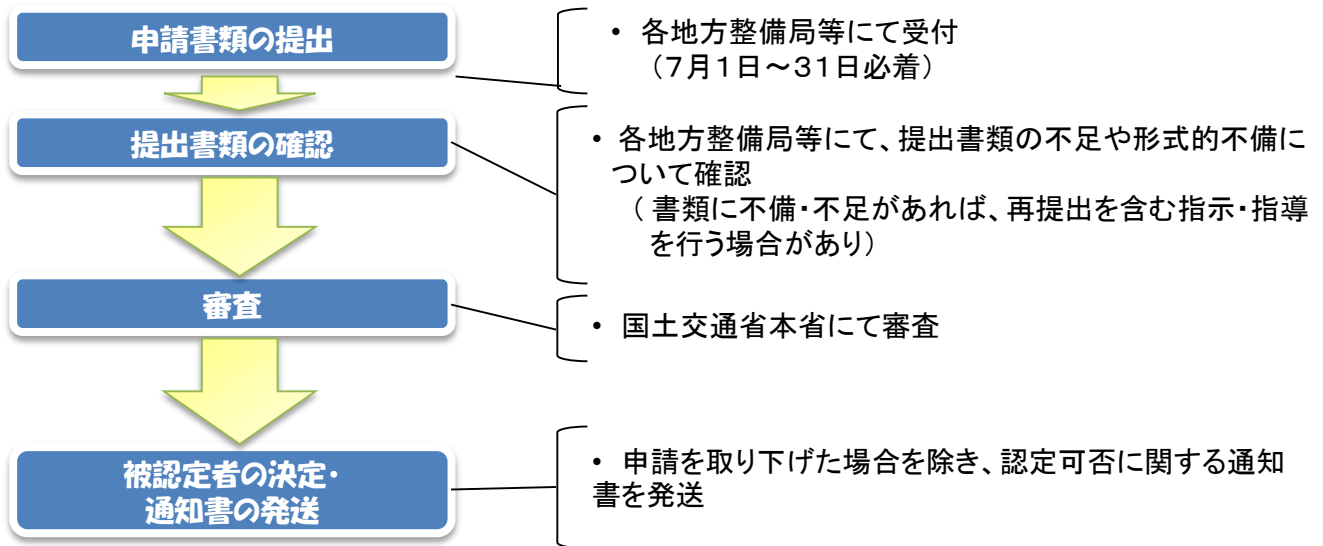 申請書類の提出
• 各地方整備局等にて受付
（７月１日～３１日必着）
提出書類の確認
• 各地方整備局等にて、提出書類の不足や形式的不備に
ついて確認
（ 書類に不備・不足があれば、再提出を含む指示・指導
を行う場合があり）
審査
• 国土交通省本省にて審査
被認定者の決定・
通知書の発送
• 申請を取り下げた場合を除き、認定可否に関する通知
書を発送